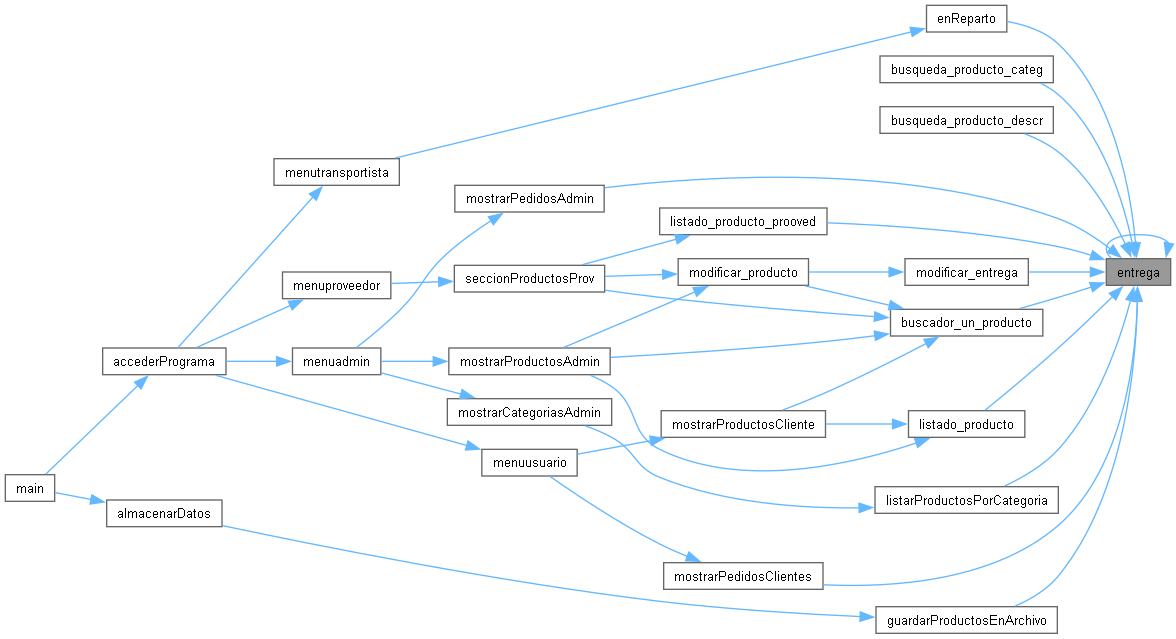 enReparto
busqueda_producto_categ
busqueda_producto_descr
menutransportista
mostrarPedidosAdmin
listado_producto_prooved
modificar_producto
modificar_entrega
entrega
menuproveedor
seccionProductosProv
buscador_un_producto
accederPrograma
menuadmin
mostrarProductosAdmin
mostrarCategoriasAdmin
mostrarProductosCliente
listado_producto
menuusuario
main
listarProductosPorCategoria
almacenarDatos
mostrarPedidosClientes
guardarProductosEnArchivo